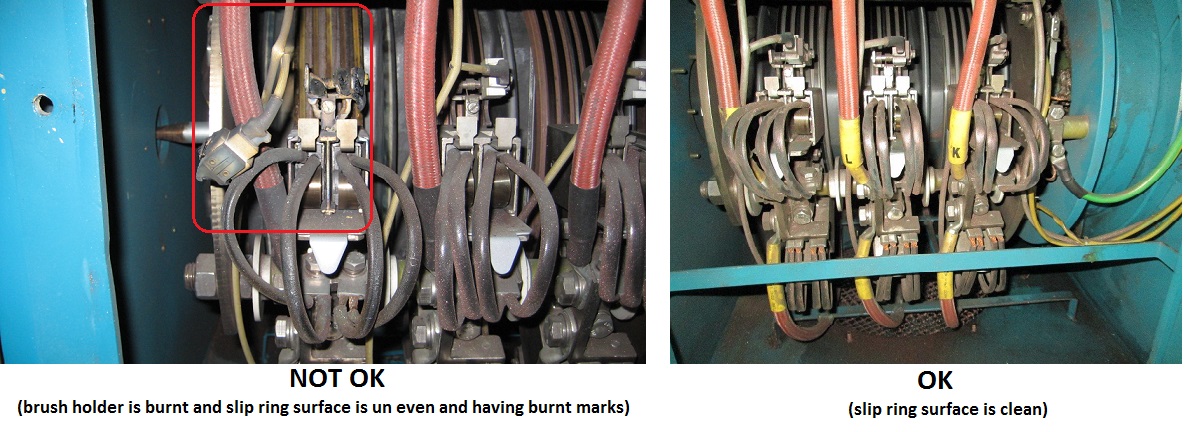 L
K
NOT OK
(brush holder is burnt and slip ring surface is un even and having burnt marks)
OK
(slip ring surface is clean)